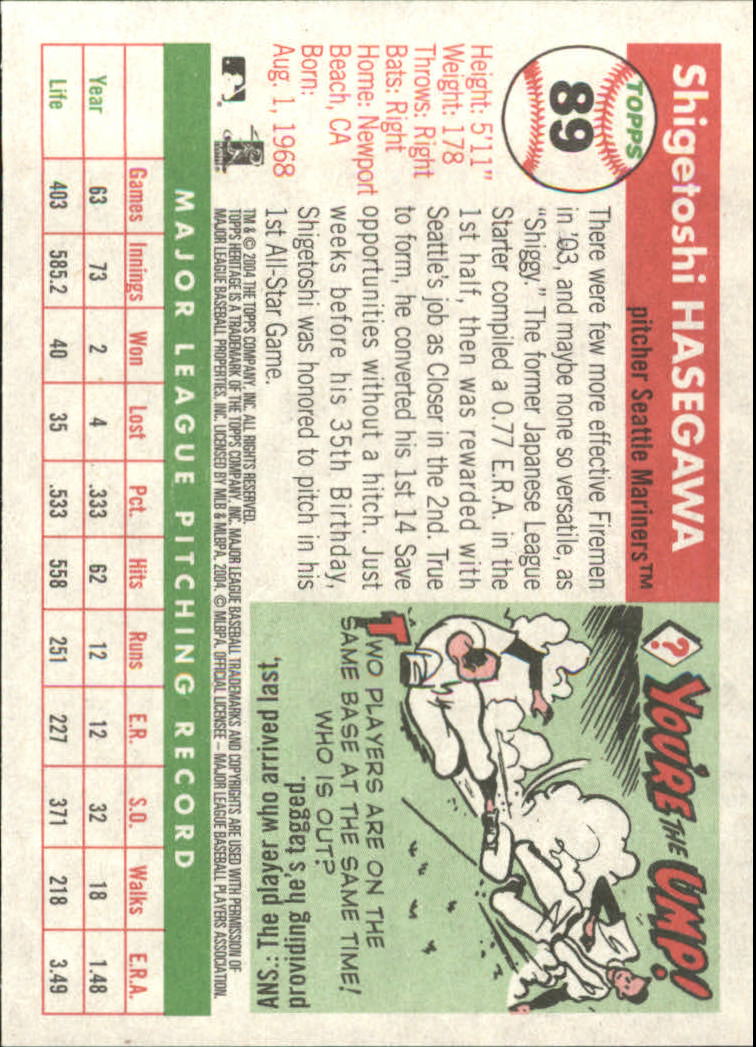 Shigetoshi HASEGAWA
pitcher Seattle Mariners™
TOPPS
89
Height: 5'11"
Weight: 178
Throws: Right
Bats: Right
Home: Newport
Beach, CA
Born:
Aug. 1, 1968
There were few more effective Firemen
in '03, and maybe none so versatile, as
"Shiggy." The former Japanese League
Starter compiled a 0.77 E.R.A. in the
1st half, then was rewarded with
Seattle's job as Closer in the 2nd. True
to form, he converted his 1st 14 Save
opportunities without a hitch. Just
weeks before his 35th Birthday,
Shigetoshi was honored to pitch in his
1st All-Star Game.
?
YOU'RE THE UMP!
TWO PLAYERS ARE ON THE
SAME BASE AT THE SAME TIME!
WHO IS OUT?
ANS.: The player who arrived last,
providing he's tagged.
TM & © 2004 THE TOPPS COMPANY, INC. ALL RIGHTS RESERVED.
TOPPS HERITAGE IS A TRADEMARK OF THE TOPPS COMPANY, INC. MAJOR LEAGUE BASEBALL TRADEMARKS AND COPYRIGHTS ARE USED WITH PERMISSION OF
MAJOR LEAGUE BASEBALL PROPERTIES, INC. LICENSED BY MLB & MLBPA, 2004. © MLBPA, OFFICIAL LICENSEE – MAJOR LEAGUE BASEBALL PLAYERS ASSOCIATION.
MAJOR LEAGUE PITCHING RECORD
Games Innings Won Lost Pct. Hits Runs E.R. S.O. Walks E.R.A.
Year 63 73 2 4 .333 62 12 12 32 18 1.48
Life 403 585.2 40 35 .533 558 251 227 371 218 3.49